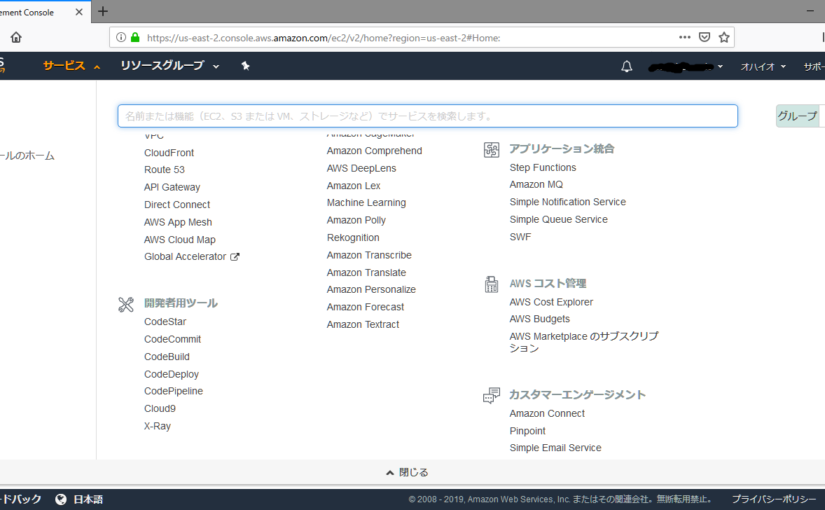 ement Console
https://us-east-2.console.aws.amazon.com/ec2/v2/home?region=us-east-2#Home:
サービス
リソースグループ
オハイオ
サポー
名前または機能（EC2、S3 または VM、ストレージなど）でサービスを検索します。
グループ
ールのホーム
VPC
CloudFront
Route 53
API Gateway
Direct Connect
AWS App Mesh
AWS Cloud Map
Global Accelerator
開発者用ツール
CodeStar
CodeCommit
CodeBuild
CodeDeploy
CodePipeline
Cloud9
X-Ray
Amazon SageMaker
Amazon Comprehend
AWS DeepLens
Amazon Lex
Machine Learning
Amazon Polly
Rekognition
Amazon Transcribe
Amazon Translate
Amazon Personalize
Amazon Forecast
Amazon Textract
アプリケーション統合
Step Functions
Amazon MQ
Simple Notification Service
Simple Queue Service
SWF
AWS コスト管理
AWS Cost Explorer
AWS Budgets
AWS Marketplace のサブスクリプ
ション
カスタマーエンゲージメント
Amazon Connect
Pinpoint
Simple Email Service
閉じる
ードバック
日本語
© 2008 - 2019, Amazon Web Services, Inc. またはその関連会社。無断転用禁止。
プライバシーポリシー